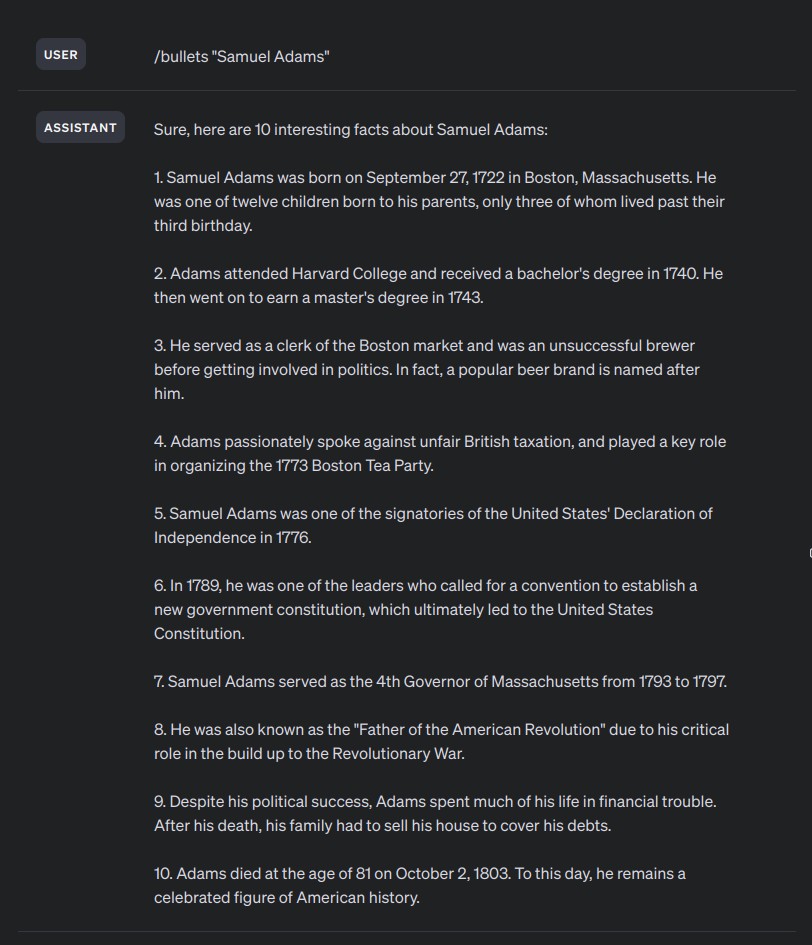 USER
/bullets "Samuel Adams"
ASSISTANT
Sure, here are 10 interesting facts about Samuel Adams:
1. Samuel Adams was born on September 27, 1722 in Boston, Massachusetts. He
was one of twelve children born to his parents, only three of whom lived past their
third birthday.
2. Adams attended Harvard College and received a bachelor's degree in 1740. He
then went on to earn a master's degree in 1743.
3. He served as a clerk of the Boston market and was an unsuccessful brewer
before getting involved in politics. In fact, a popular beer brand is named after
him.
4. Adams passionately spoke against unfair British taxation, and played a key role
in organizing the 1773 Boston Tea Party.
5. Samuel Adams was one of the signatories of the United States' Declaration of
Independence in 1776.
6. In 1789, he was one of the leaders who called for a convention to establish a
new government constitution, which ultimately led to the United States
Constitution.
7. Samuel Adams served as the 4th Governor of Massachusetts from 1793 to 1797.
8. He was also known as the "Father of the American Revolution" due to his critical
role in the build up to the Revolutionary War.
9. Despite his political success, Adams spent much of his life in financial trouble.
After his death, his family had to sell his house to cover his debts.
10. Adams died at the age of 81 on October 2, 1803. To this day, he remains a
celebrated figure of American history.